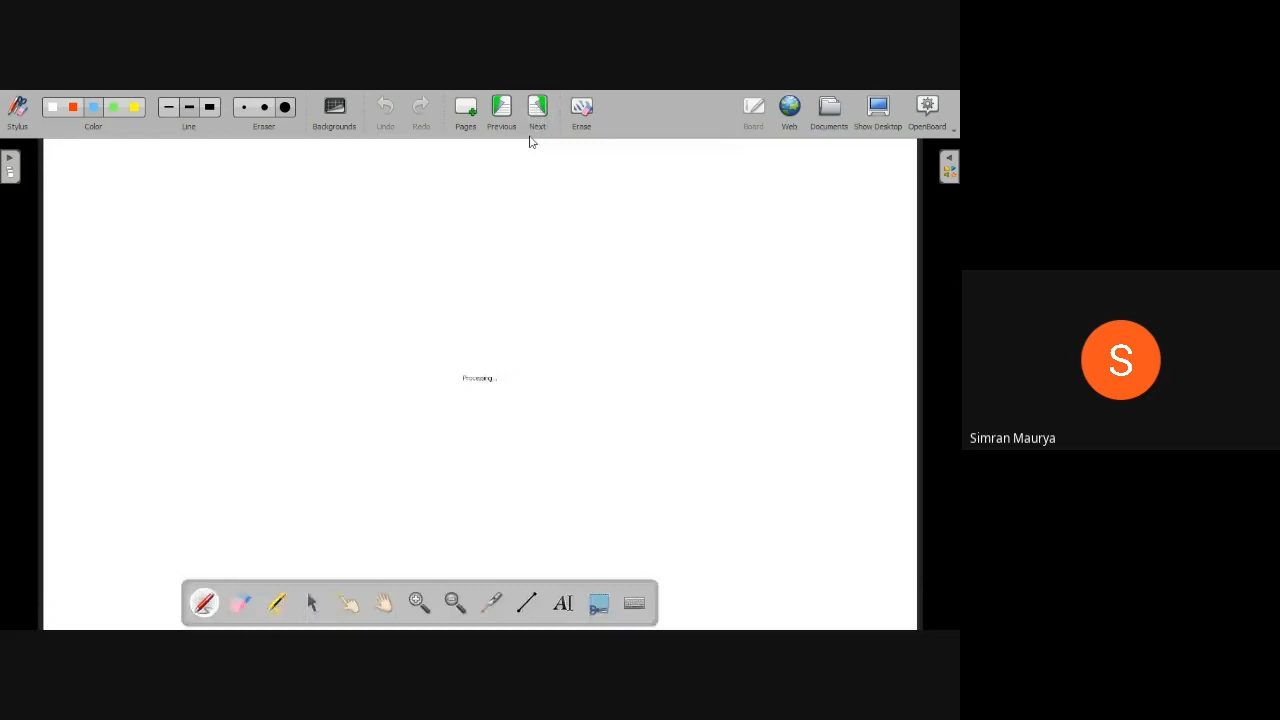 Stylus
Color
Line
Eraser
Backgrounds
Undo
Redo
Pages
Previous
Next
Erase
Board
Web
Documents
Show Desktop
OpenBoard
Processing...
AI
S
Simran Maurya